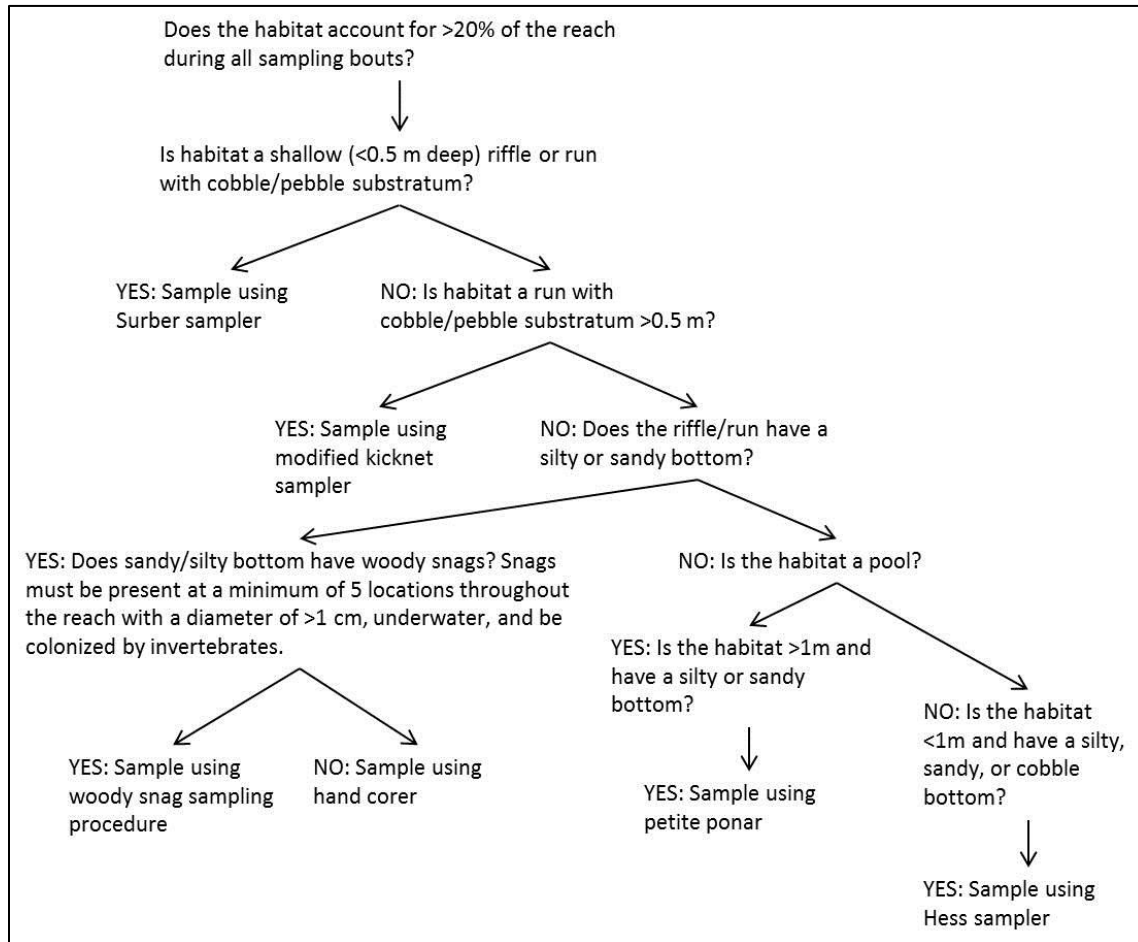 Does the habitat account for >20% of the reach
during all sampling bouts?
Is habitat a shallow (<0.5 m deep) riffle or run
with cobble/pebble substratum?
YES: Sample using
Surber sampler
NO: Is habitat a run with
cobble/pebble substratum >0.5 m?
YES: Sample using
modified kicknet
sampler
NO: Does the riffle/run have a
silty or sandy bottom?
YES: Does sandy/silty bottom have woody snags? Snags
must be present at a minimum of 5 locations throughout
the reach with a diameter of >1 cm, underwater, and be
colonized by invertebrates.
NO: Is the habitat a pool?
YES: Is the habitat >1m and
have a silty or sandy
bottom?
NO: Is the habitat
<1m and have a silty,
sandy, or cobble
bottom?
YES: Sample using
woody snag sampling
procedure
NO: Sample using
hand corer
YES: Sample using
petite ponar
YES: Sample using
Hess sampler